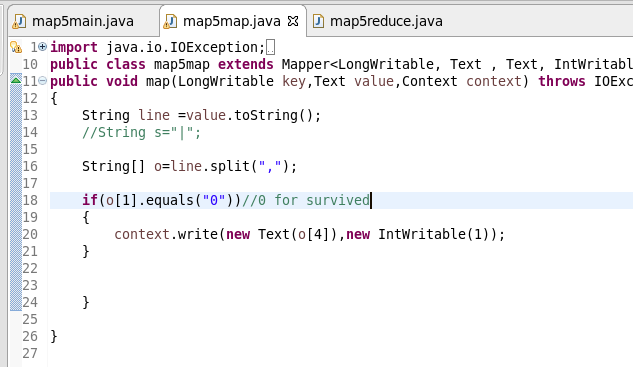 map5main.java map5map.java map5reduce.java
1 import java.io.IOException;
10 public class map5map extends Mapper<LongWritable, Text , Text, IntWritabl
11 public void map(LongWritable key,Text value,Context context) throws IOExc
12 {
13 String line =value.toString();
14 //String s="|";
15
16 String[] o=line.split(",");
17
18 if(o[1].equals("0"))//0 for survived
19 {
20 context.write(new Text(o[4]),new IntWritable(1));
21 }
22
23
24 }
25
26 }
27